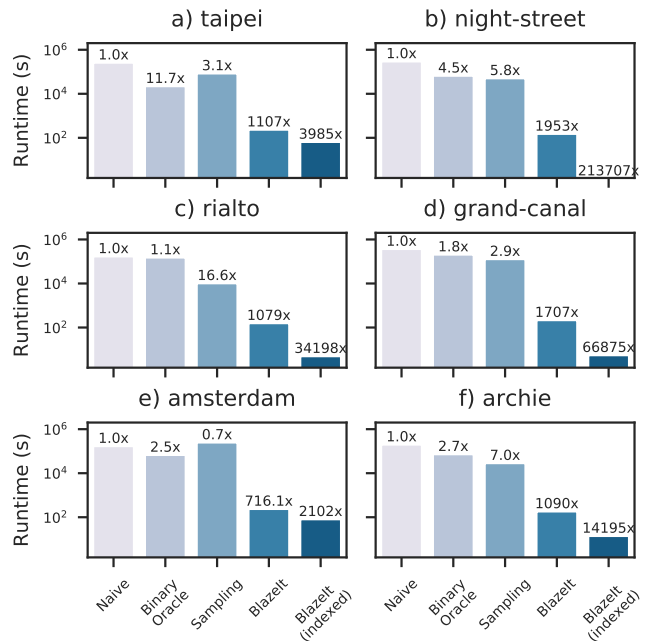 a) taipei
b) night-street
Runtime (s)
10^6
10^4
10^2
1.0x
11.7x
3.1x
1107x
3985x
1.0x
4.5x
5.8x
1953x
213707x
c) rialto
d) grand-canal
Runtime (s)
10^6
10^4
10^2
1.0x
1.1x
16.6x
1079x
34198x
1.0x
1.8x
2.9x
1707x
66875x
e) amsterdam
f) archie
Runtime (s)
10^6
10^4
10^2
1.0x
2.5x
0.7x
716.1x
2102x
1.0x
2.7x
7.0x
1090x
14195x
Naive
Binary
Oracle
Sampling
BlazeIt
BlazeIt
(indexed)
Naive
Binary
Oracle
Sampling
BlazeIt
BlazeIt
(indexed)